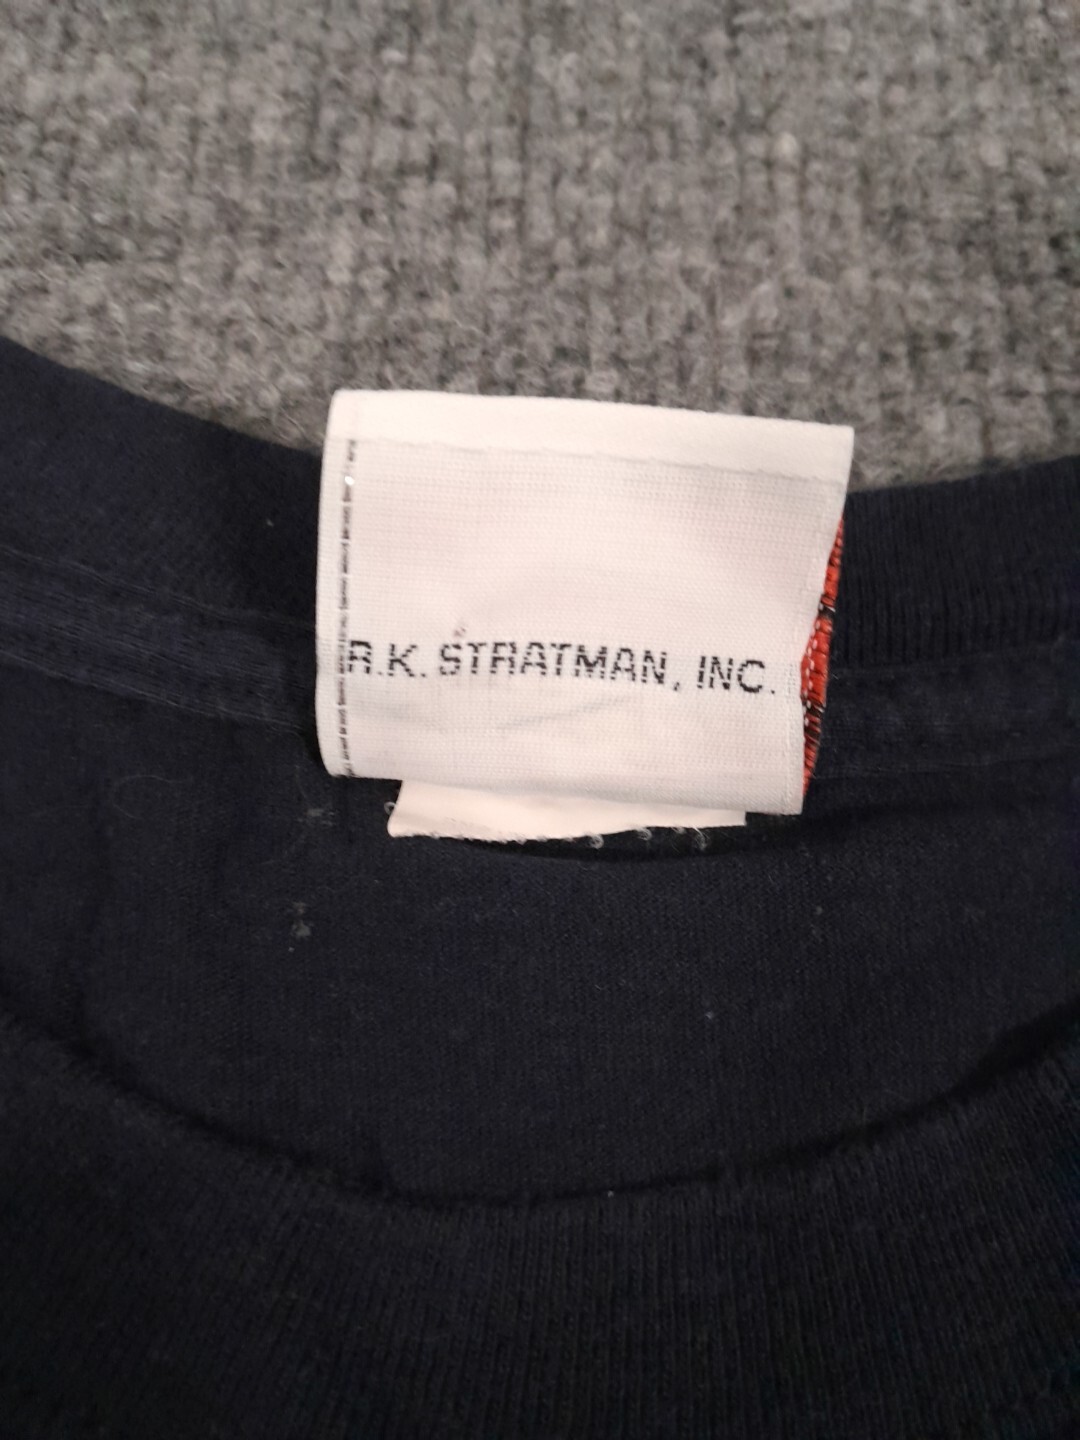 R.K. STRATMAN, INC.